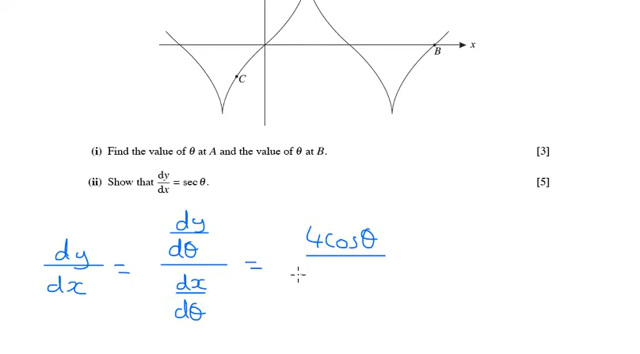 x
B
C
(i) Find the value of θ at A and the value of θ at B. [3]
(ii) Show that dy/dx = sec θ. [5]
dy/dx = (dy/dθ)/(dx/dθ) = 4cosθ